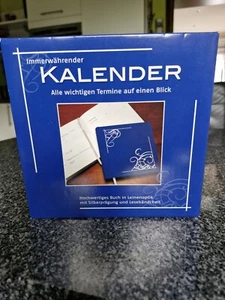 Immerwährender
KALENDER
Alle wichtigen Termine auf einen Blick
Hochwertiges Buch in Leinenoptik
mit Silberprägung und Lesebändchen